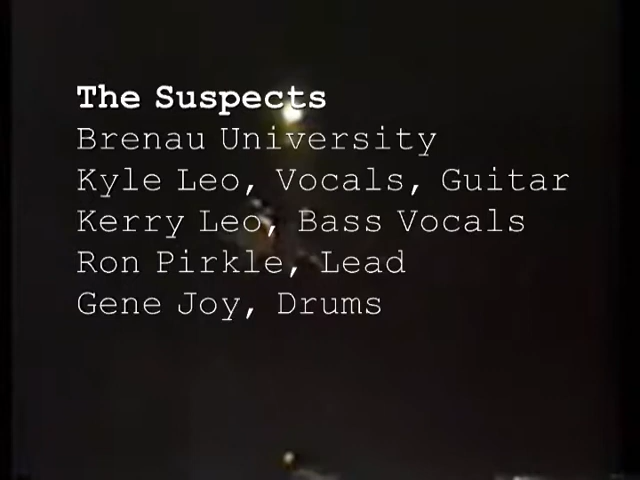 The Suspects
Brenau University
Kyle Leo, Vocals, Guitar
Kerry Leo, Bass Vocals
Ron Pirkle, Lead
Gene Joy, Drums